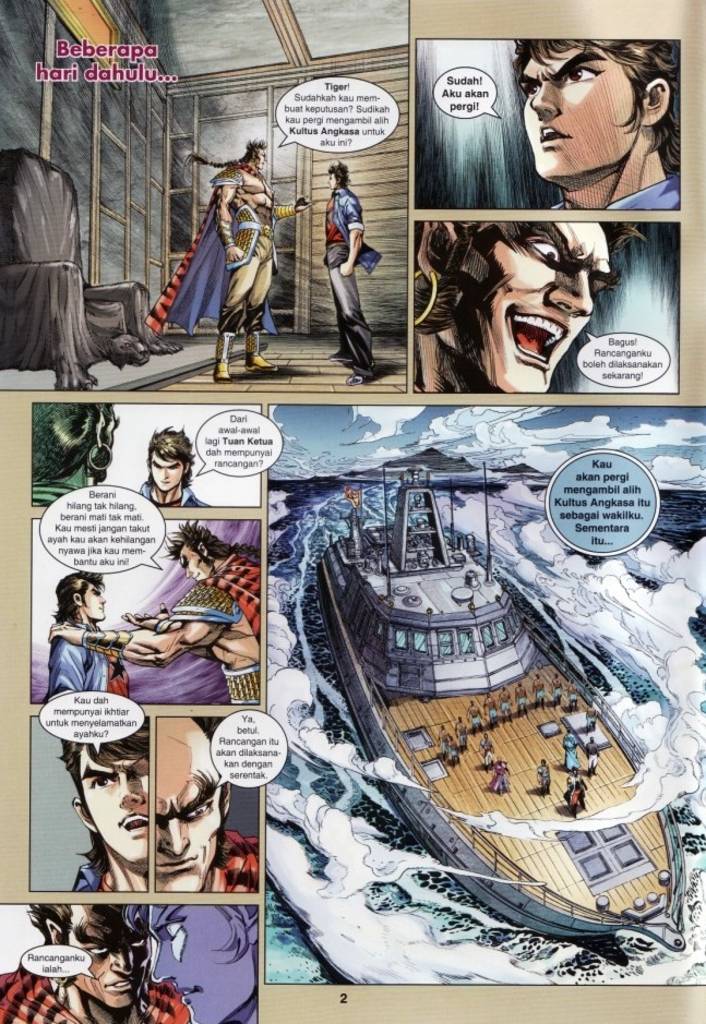 Beberapa
hari dahulu...
Tiger!
Sudahkah kau mem-
buat keputusan? Sudikah
kau pergi mengambil alih
Kultus Angkasa untuk
aku ini?
Sudah!
Aku akan
pergi!
Bagus!
Rancanganku
boleh dilaksanakan
sekarang!
Dari
awal-awal
lagi Tuan Ketua
dah mempunyai
rancangan?
Berani
hilang tak hilang,
berani mati tak mati.
Kau mesti jangan takut
ayah kau akan kehilangan
nyawa jika kau mem-
bantu aku ini!
Kau dah
mempunyai ikhtiar
untuk menyelamatkan
ayahku?
Ya,
betul.
Rancangan itu
akan dilaksana-
kan dengan
serentak.
Rancanganku
ialah...
Kau
akan pergi
mengambil alih
Kultus Angkasa itu
sebagai wakilku.
Sementara
itu...
2